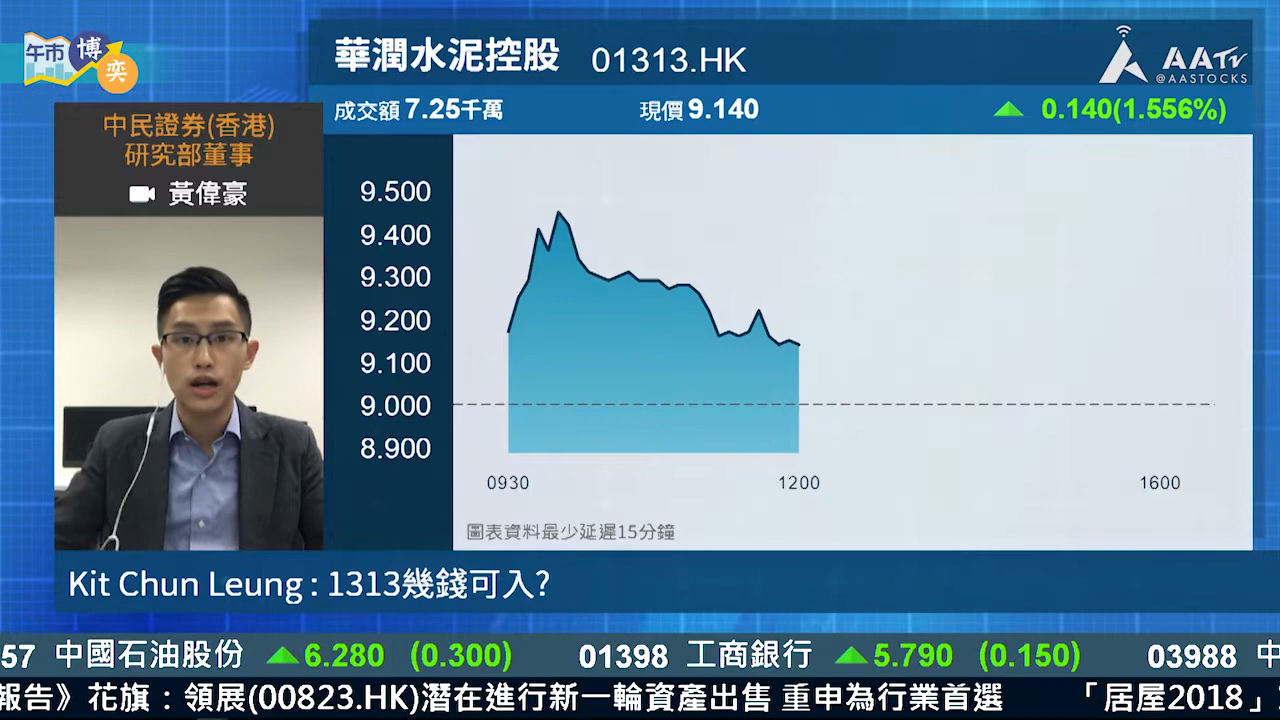 午市
博
奕
華潤水泥控股 01313.HK
AATV
@AASTOCKS
成交額 7.25千萬 現價 9.140 0.140(1.556%)
中民證券(香港)
研究部董事
黃偉豪
9.500
9.400
9.300
9.200
9.100
9.000
8.900
0930 1200 1600
圖表資料最少延遲15分鐘
Kit Chun Leung : 1313幾錢可入?
57 中國石油股份 6.280 (0.300) 01398 工商銀行 5.790 (0.150) 03988 中
報告》花旗：領展(00823.HK)潛在進行新一輪資產出售 重申為行業首選 「居屋2018」